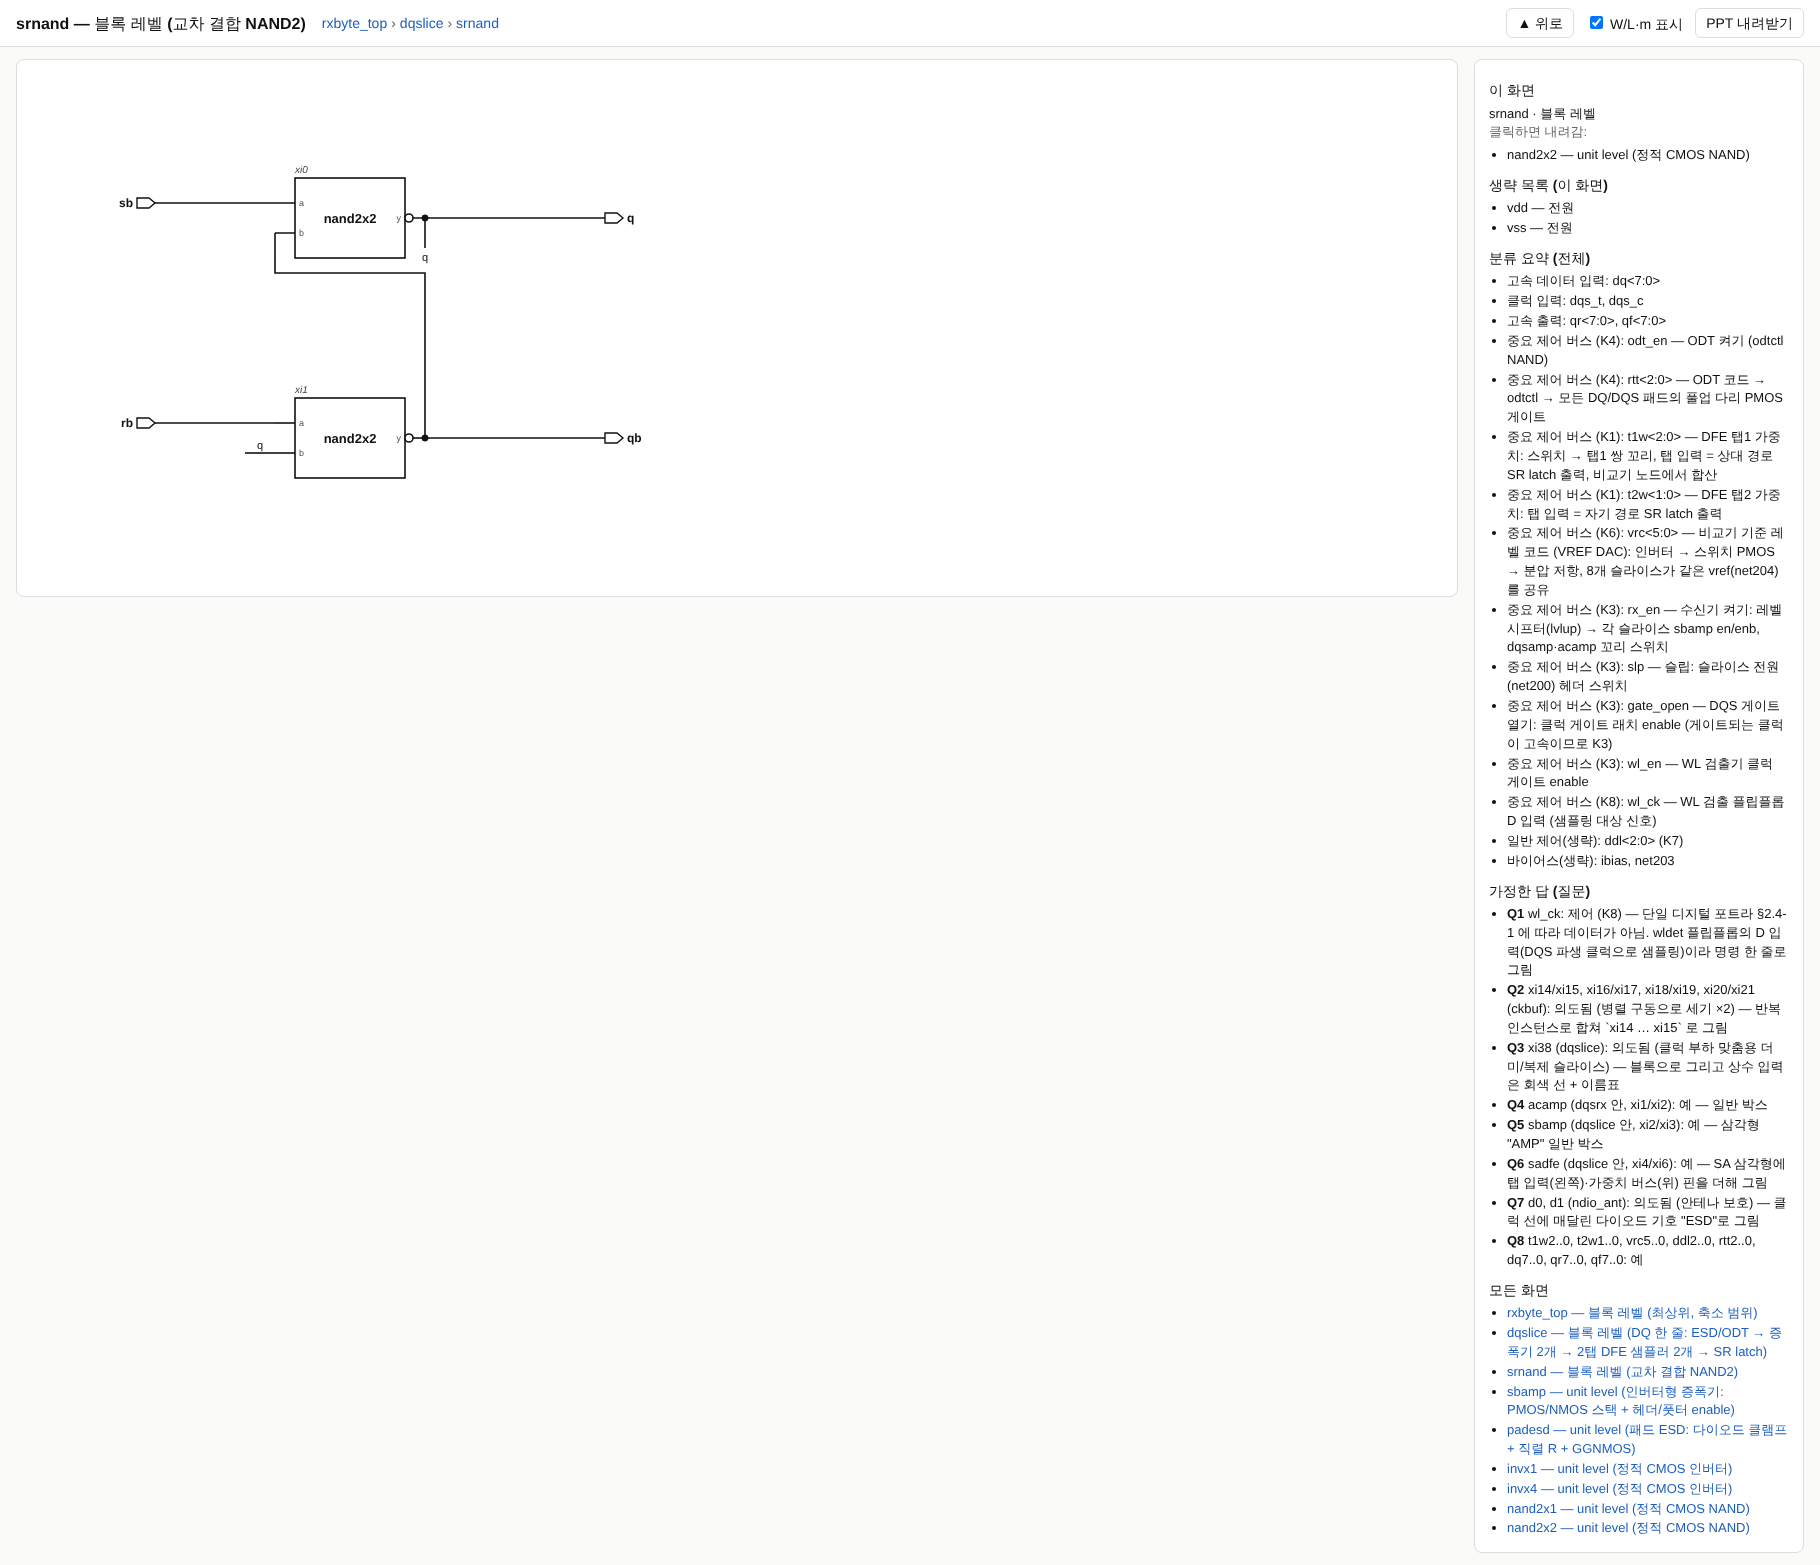 srnand — 블록 레벨 (교차 결합 NAND2) rxbyte_top › dqslice › srnand ▲ 위로 W/L·m 표시 PPT 내려받기
xi0
sb
a
nand2x2
y
b
q
q
xi1
rb
a
nand2x2
y
q
b
qb
이 화면
srnand · 블록 레벨
클릭하면 내려감:
• nand2x2 — unit level (정적 CMOS NAND)
생략 목록 (이 화면)
• vdd — 전원
• vss — 전원
분류 요약 (전체)
• 고속 데이터 입력: dq<7:0>
• 클럭 입력: dqs_t, dqs_c
• 고속 출력: qr<7:0>, qf<7:0>
• 중요 제어 버스 (K4): odt_en — ODT 켜기 (odtctl
NAND)
• 중요 제어 버스 (K4): rtt<2:0> — ODT 코드 →
odtctl → 모든 DQ/DQS 패드의 풀업 다리 PMOS
게이트
• 중요 제어 버스 (K1): t1w<2:0> — DFE 탭1 가중
치: 스위치 → 탭1 쌍 꼬리, 탭 입력 = 상대 경로
SR latch 출력, 비교기 노드에서 합산
• 중요 제어 버스 (K1): t2w<1:0> — DFE 탭2 가중
치: 탭 입력 = 자기 경로 SR latch 출력
• 중요 제어 버스 (K6): vrc<5:0> — 비교기 기준 레
벨 코드 (VREF DAC): 인버터 → 스위치 PMOS
→ 분압 저항, 8개 슬라이스가 같은 vref(net204)
를 공유
• 중요 제어 버스 (K3): rx_en — 수신기 켜기: 레벨
시프터(lvlup) → 각 슬라이스 sbamp en/enb,
dqsamp·acamp 꼬리 스위치
• 중요 제어 버스 (K3): slp — 슬립: 슬라이스 전원
(net200) 헤더 스위치
• 중요 제어 버스 (K3): gate_open — DQS 게이트
열기: 클럭 게이트 래치 enable (게이트되는 클럭
이 고속이므로 K3)
• 중요 제어 버스 (K3): wl_en — WL 검출기 클럭
게이트 enable
• 중요 제어 버스 (K8): wl_ck — WL 검출 플립플롭
D 입력 (샘플링 대상 신호)
• 일반 제어(생략): ddl<2:0> (K7)
• 바이어스(생략): ibias, net203
가정한 답 (질문)
• Q1 wl_ck: 제어 (K8) — 단일 디지털 포트라 §2.4-
1 에 따라 데이터가 아님. wldet 플립플롭의 D 입
력(DQS 파생 클럭으로 샘플링)이라 명령 한 줄로
그림
• Q2 xi14/xi15, xi16/xi17, xi18/xi19, xi20/xi21
(ckbuf): 의도됨 (병렬 구동으로 세기 ×2) — 반복
인스턴스로 합쳐 `xi14 … xi15` 로 그림
• Q3 xi38 (dqslice): 의도됨 (클럭 부하 맞춤용 더
미/복제 슬라이스) — 블록으로 그리고 상수 입력
은 회색 선 + 이름표
• Q4 acamp (dqsrx 안, xi1/xi2): 예 — 일반 박스
• Q5 sbamp (dqslice 안, xi2/xi3): 예 — 삼각형
"AMP" 일반 박스
• Q6 sadfe (dqslice 안, xi4/xi6): 예 — SA 삼각형에
탭 입력(왼쪽)·가중치 버스(위) 핀을 더해 그림
• Q7 d0, d1 (ndio_ant): 의도됨 (안테나 보호) — 클
럭 선에 매달린 다이오드 기호 "ESD"로 그림
• Q8 t1w2..0, t2w1..0, vrc5..0, ddl2..0, rtt2..0,
dq7..0, qr7..0, qf7..0: 예
모든 화면
• rxbyte_top — 블록 레벨 (최상위, 축소 범위)
• dqslice — 블록 레벨 (DQ 한 줄: ESD/ODT → 증
폭기 2개 → 2탭 DFE 샘플러 2개 → SR latch)
• srnand — 블록 레벨 (교차 결합 NAND2)
• sbamp — unit level (인버터형 증폭기:
PMOS/NMOS 스택 + 헤더/풋터 enable)
• padesd — unit level (패드 ESD: 다이오드 클램프
+ 직렬 R + GGNMOS)
• invx1 — unit level (정적 CMOS 인버터)
• invx4 — unit level (정적 CMOS 인버터)
• nand2x1 — unit level (정적 CMOS NAND)
• nand2x2 — unit level (정적 CMOS NAND)